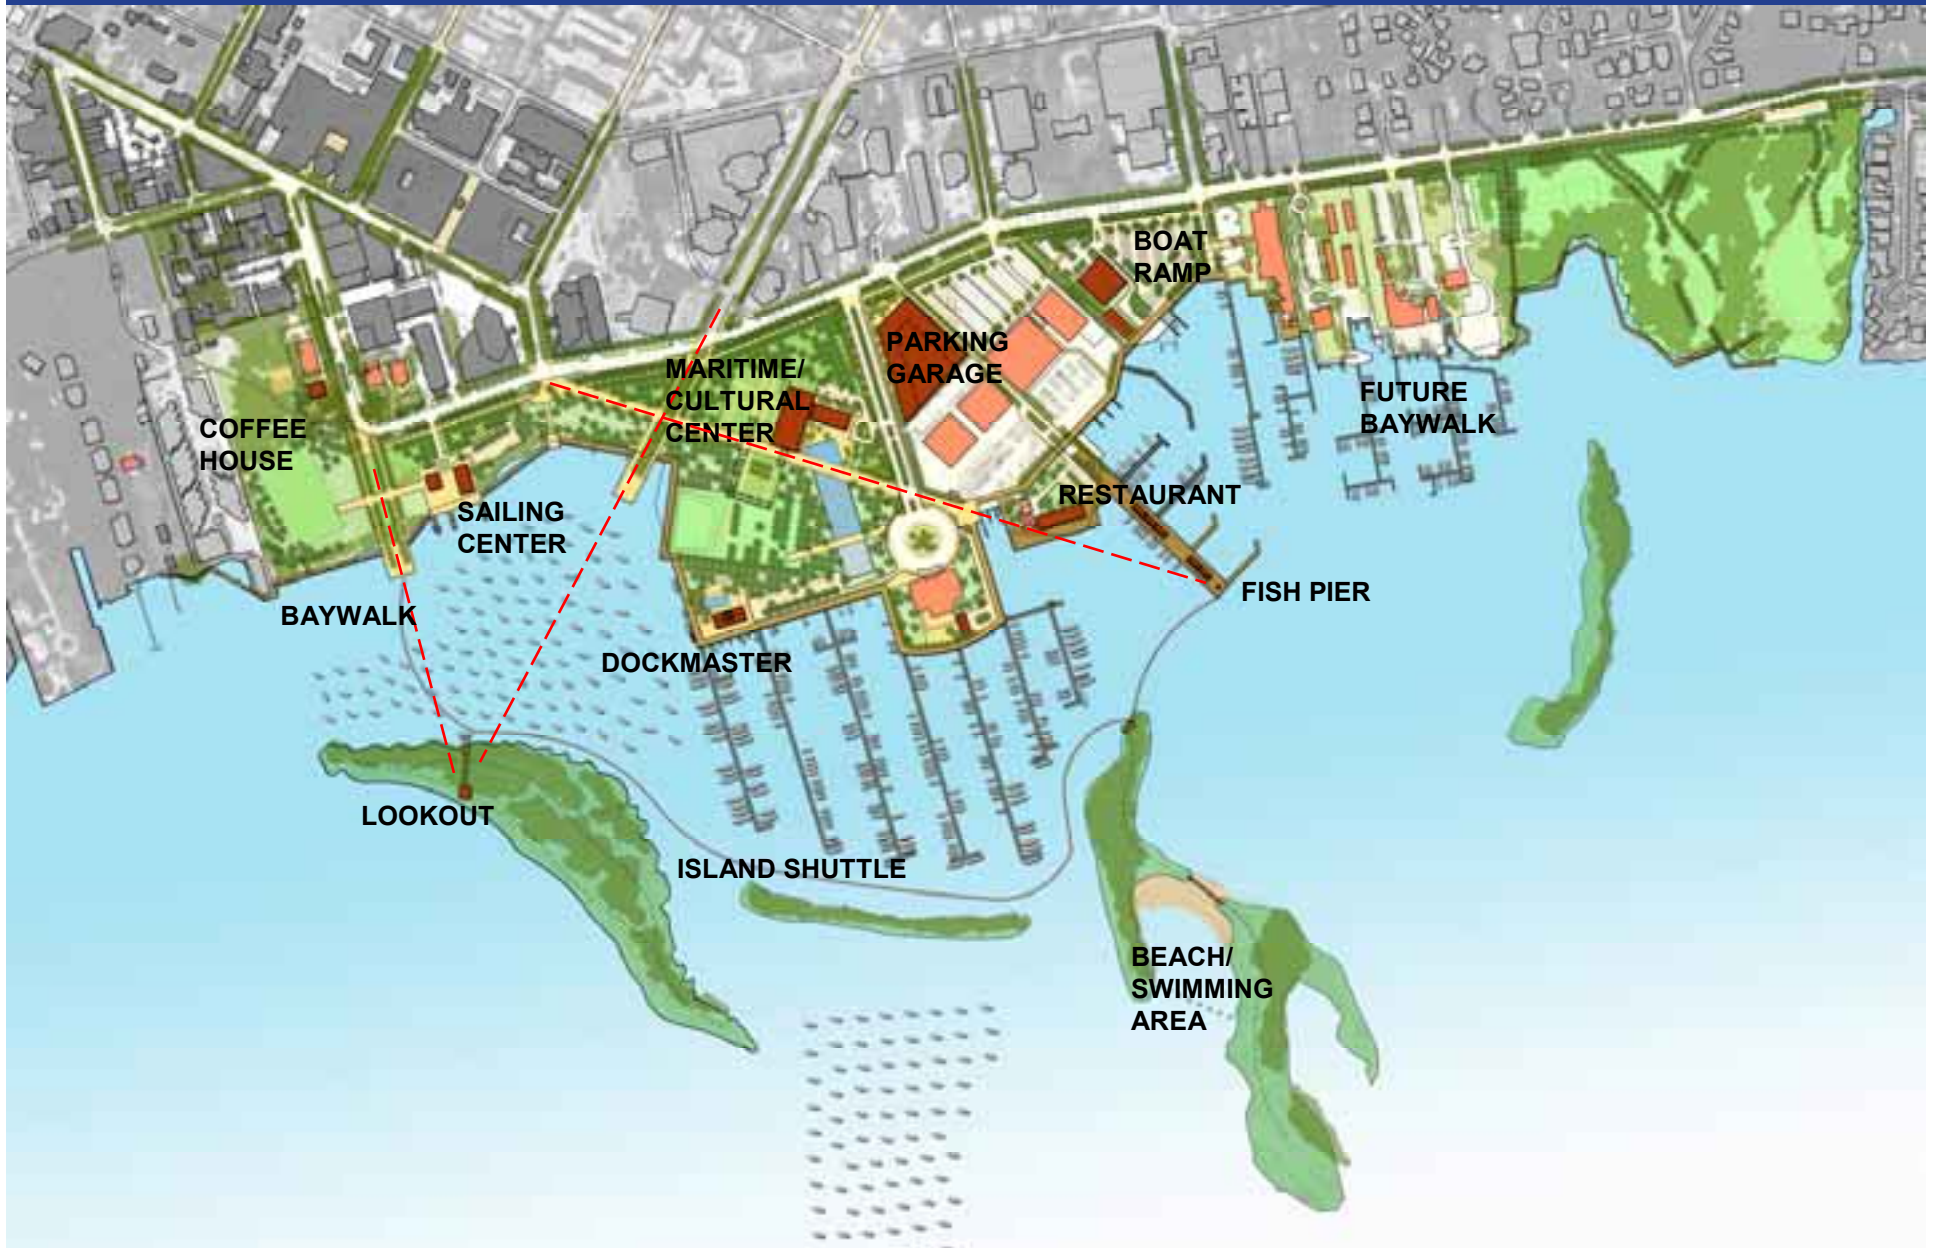 BOAT
RAMP
PARKING
GARAGE
MARITIME/
CULTURAL
CENTER
FUTURE
BAYWALK
COFFEE
HOUSE
RESTAURANT
SAILING
CENTER
FISH PIER
BAYWALK
DOCKMASTER
LOOKOUT
ISLAND SHUTTLE
BEACH/
SWIMMING
AREA